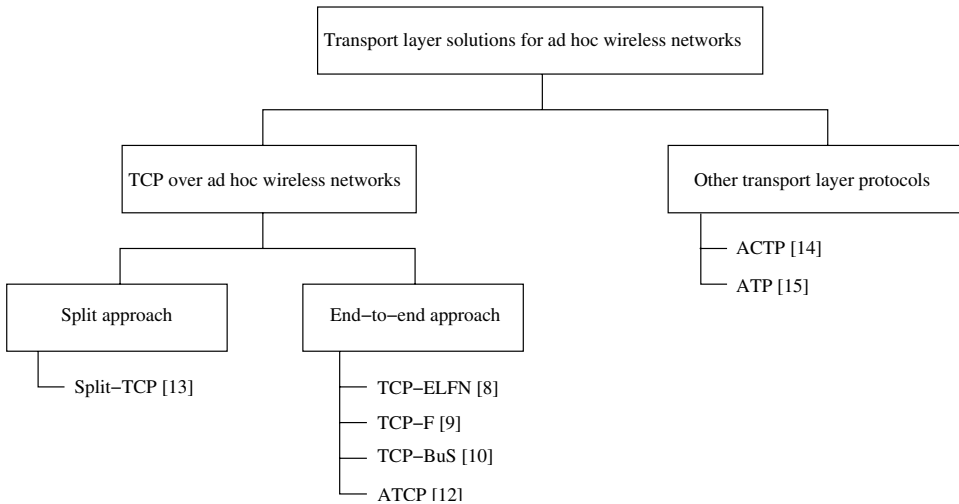 Transport layer solutions for ad hoc wireless networks
TCP over ad hoc wireless networks
Other transport layer protocols
ACTP [14]
ATP [15]
Split approach
End−to−end approach
Split−TCP [13]
TCP−ELFN [8]
TCP−F [9]
TCP−BuS [10]
ATCP [12]